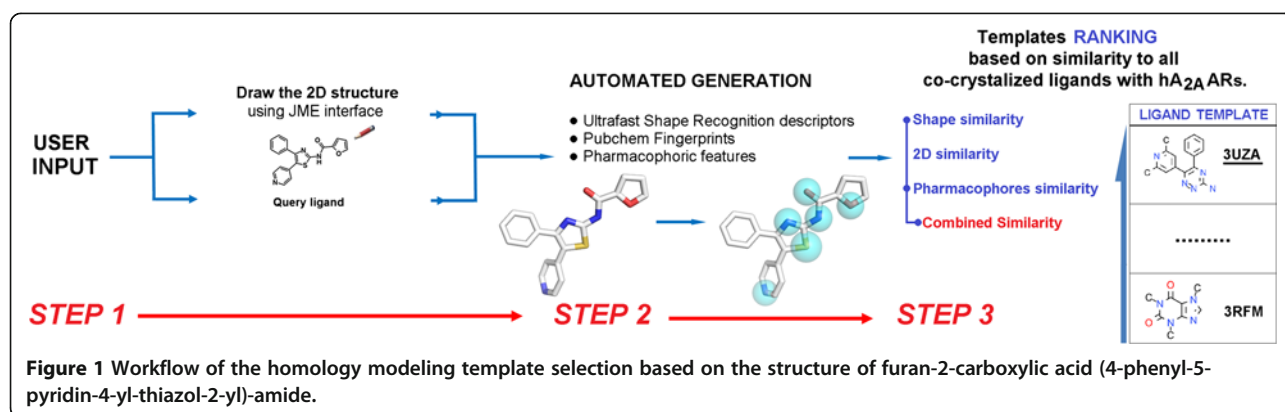 USER
INPUT
Draw the 2D structure
using JME interface
Query ligand
STEP 1
AUTOMATED GENERATION
● Ultrafast Shape Recognition descriptors
● Pubchem Fingerprints
● Pharmacophoric features
STEP 2
Templates RANKING
based on similarity to all
co-crystalized ligands with hA2A ARs.
Shape similarity
2D similarity
Pharmacophores similarity
Combined Similarity
STEP 3
LIGAND TEMPLATE
3UZA
.........
3RFM
Figure 1 Workflow of the homology modeling template selection based on the structure of furan-2-carboxylic acid (4-phenyl-5-
pyridin-4-yl-thiazol-2-yl)-amide.